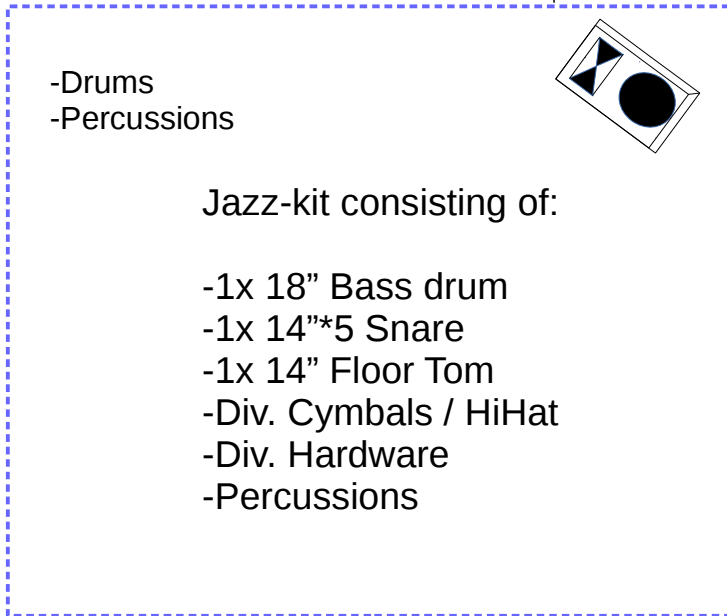 -Drums
-Percussions
Jazz-kit consisting of:
-1x 18” Bass drum
-1x 14”*5 Snare
-1x 14” Floor Tom
-Div. Cymbals / HiHat
-Div. Hardware
-Percussions